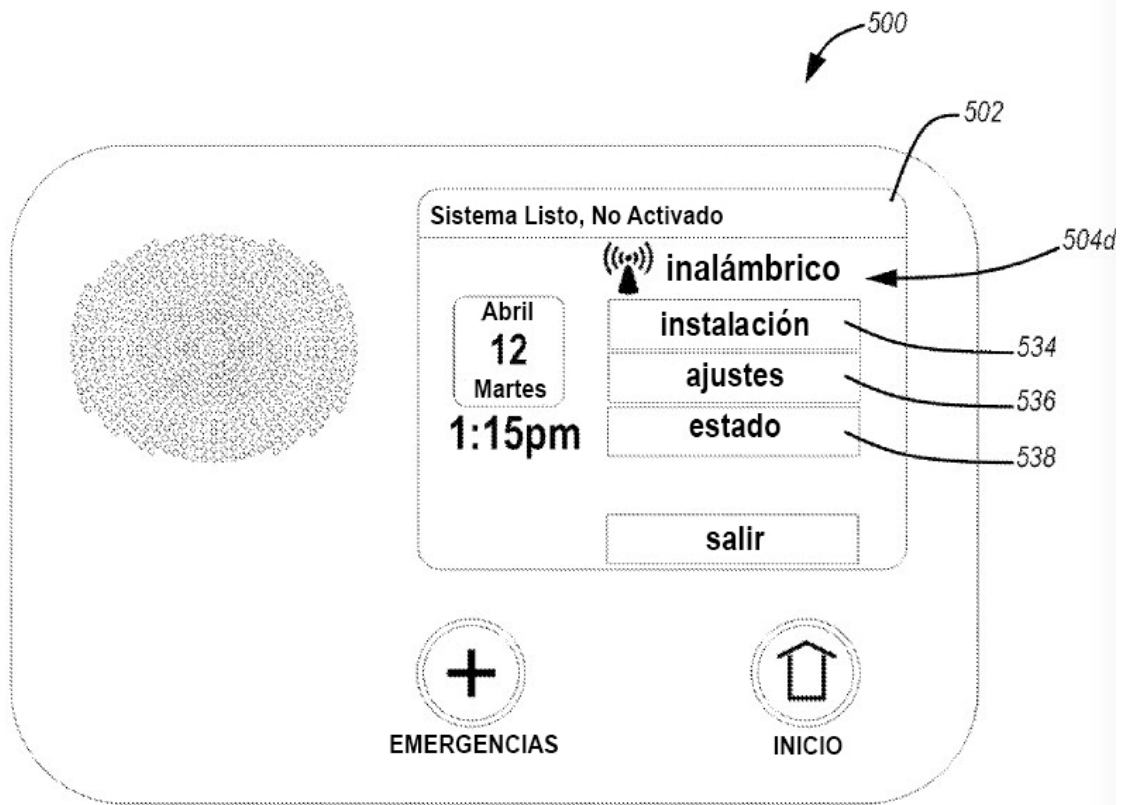 500
502
Sistema Listo, No Activado
504d
inalámbrico
Abril
12
Martes
1:15pm
instalación
534
ajustes
536
estado
538
salir
EMERGENCIAS
INICIO